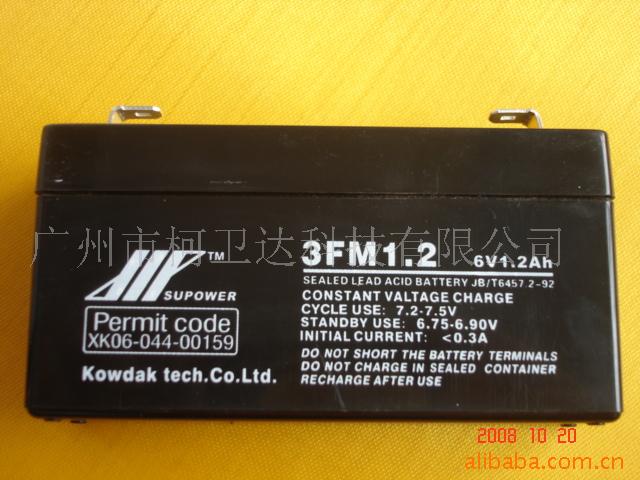 广州市柯卫达科技有限公司
TM
SUPOWER
3FM1.2 6V1.2Ah
SEALED LEAD ACID BATTERY JB/T6457.2-92
CONSTANT VALTAGE CHARGE
CYCLE USE: 7.2-7.5V
STANDBY USE: 6.75-6.90V
INITIAL CURRENT: <0.3A
Permit code
XK06-044-00159
Kowdak tech.Co.Ltd.
DO NOT SHORT THE BATTERY TERMINALS
DO NOT CHARGE IN SEALED CONTAINER
RECHARGE AFTER USE
2008 10 20
alibaba.com.cn